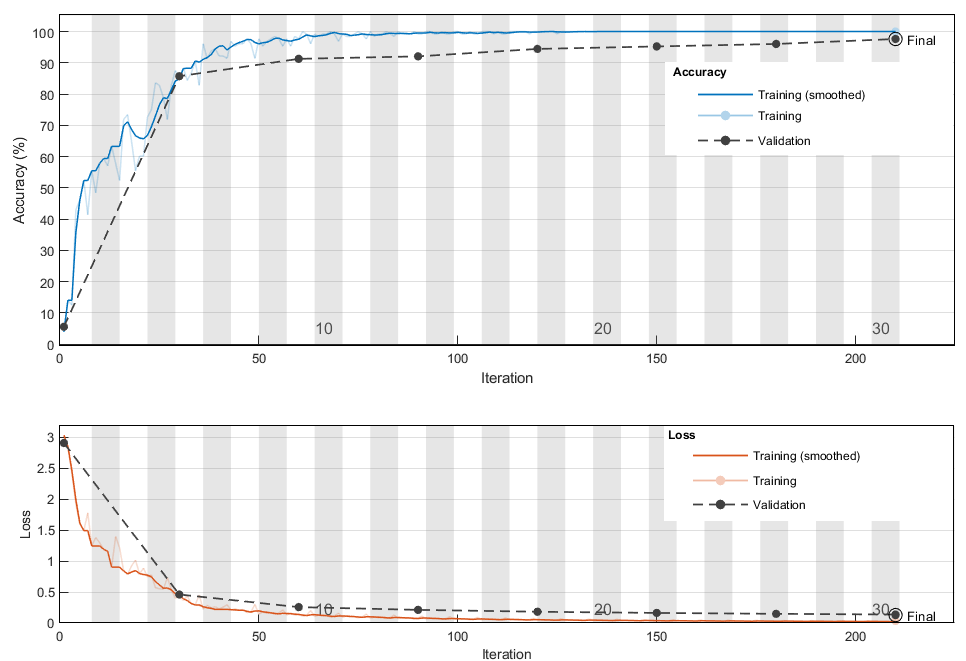 100
90
80
70
60
50
40
30
20
10
0
Accuracy (%)
Final
Accuracy
Training (smoothed)
Training
Validation
10 20 30
0 50 100 150 200
Iteration
3
2.5
2
1.5
1
0.5
0
Loss
Loss
Training (smoothed)
Training
Validation
10 20 30
Final
0 50 100 150 200
Iteration